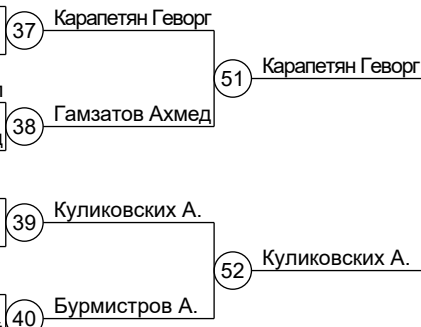 37 Карапетян Геворг
51 Карапетян Геворг
38 Гамзатов Ахмед
39 Куликовских А.
52 Куликовских А.
40 Бурмистров А.